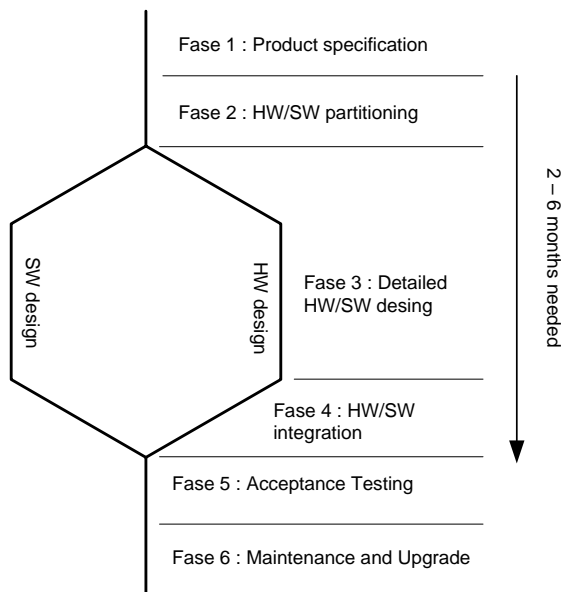 Fase 1 : Product specification
Fase 2 : HW/SW partitioning
SW design
HW design
Fase 3 : Detailed
HW/SW desing
2 – 6 months needed
Fase 4 : HW/SW
integration
Fase 5 : Acceptance Testing
Fase 6 : Maintenance and Upgrade